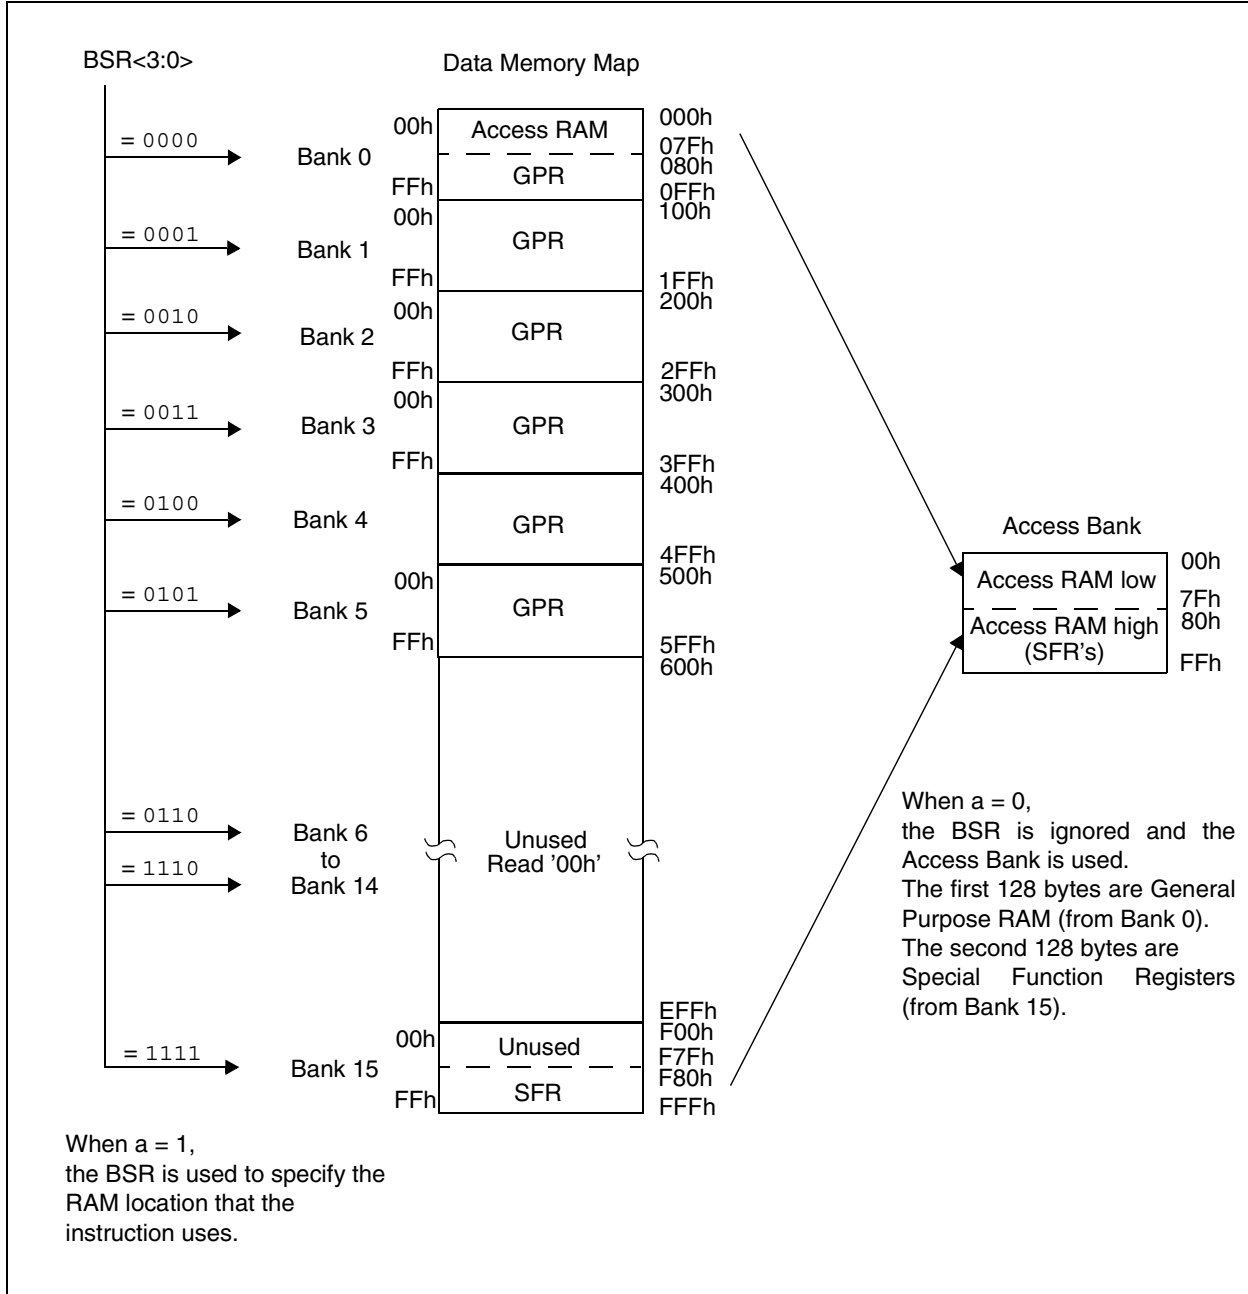 BSR<3:0>
Data Memory Map
= 0000
Bank 0
00h
Access RAM
000h
07Fh
080h
FFh
GPR
0FFh
100h
= 0001
Bank 1
00h
GPR
FFh
1FFh
200h
= 0010
Bank 2
00h
GPR
FFh
2FFh
300h
= 0011
Bank 3
00h
GPR
FFh
3FFh
400h
= 0100
Bank 4
GPR
4FFh
500h
= 0101
Bank 5
00h
GPR
FFh
5FFh
600h
= 0110
= 1110
Bank 6
to
Bank 14
Unused
Read '00h'
EFFh
F00h
= 1111
Bank 15
00h
Unused
F7Fh
F80h
FFh
SFR
FFFh
Access Bank
Access RAM low
00h
7Fh
Access RAM high
(SFR's)
80h
FFh
When a = 0,
the BSR is ignored and the
Access Bank is used.
The first 128 bytes are General
Purpose RAM (from Bank 0).
The second 128 bytes are
Special Function Registers
(from Bank 15).
When a = 1,
the BSR is used to specify the
RAM location that the
instruction uses.